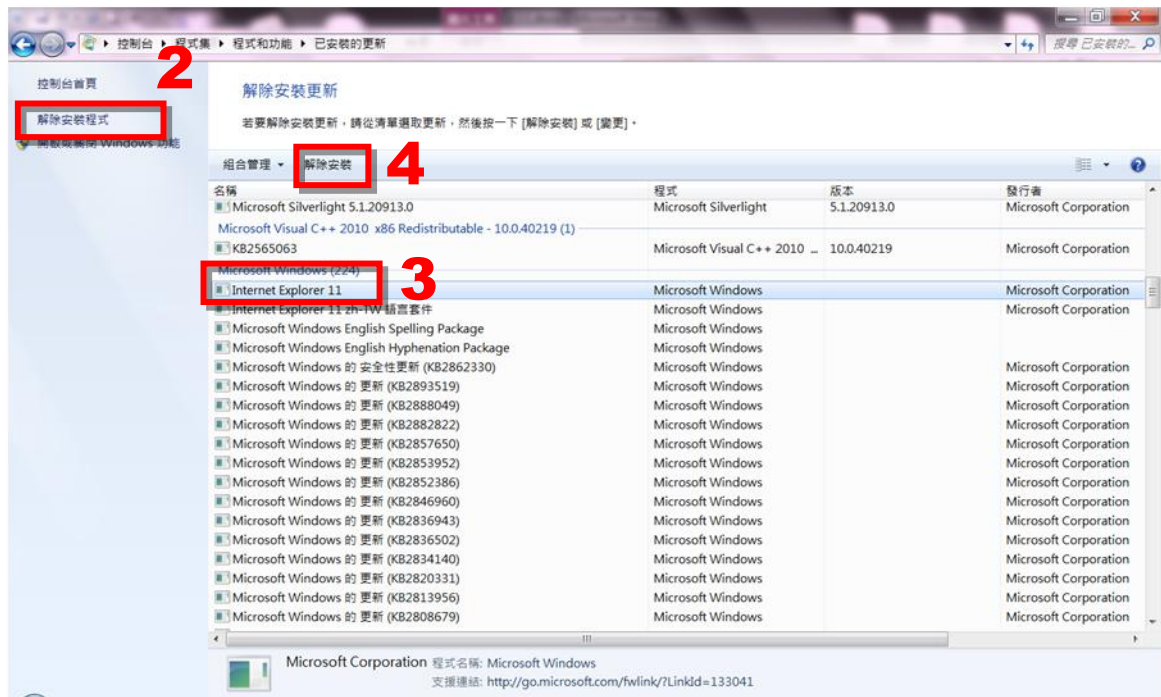 控制台 ▸ 程式集 ▸ 程式和功能 ▸ 已安裝的更新
搜尋 已安裝的...
2
控制台首頁
解除安裝程式
開啟或關閉 Windows 功能
解除安裝更新
若要解除安裝更新，請從清單選取更新，然後按一下 [解除安裝] 或 [變更]。
組合管理 解除安裝
4
名稱 程式 版本 發行者
Microsoft Silverlight 5.1.20913.0 Microsoft Silverlight 5.1.20913.0 Microsoft Corporation
Microsoft Visual C++ 2010 x86 Redistributable - 10.0.40219 (1)
KB2565063 Microsoft Visual C++ 2010 ... 10.0.40219 Microsoft Corporation
Microsoft Windows (224)
3
Internet Explorer 11 Microsoft Windows Microsoft Corporation
Internet Explorer 11 zh-TW 語言套件 Microsoft Windows Microsoft Corporation
Microsoft Windows English Spelling Package Microsoft Windows
Microsoft Windows English Hyphenation Package Microsoft Windows
Microsoft Windows 的 安全性更新 (KB2862330) Microsoft Windows Microsoft Corporation
Microsoft Windows 的 更新 (KB2893519) Microsoft Windows Microsoft Corporation
Microsoft Windows 的 更新 (KB2888049) Microsoft Windows Microsoft Corporation
Microsoft Windows 的 更新 (KB2882822) Microsoft Windows Microsoft Corporation
Microsoft Windows 的 更新 (KB2857650) Microsoft Windows Microsoft Corporation
Microsoft Windows 的 更新 (KB2853952) Microsoft Windows Microsoft Corporation
Microsoft Windows 的 更新 (KB2852386) Microsoft Windows Microsoft Corporation
Microsoft Windows 的 更新 (KB2846960) Microsoft Windows Microsoft Corporation
Microsoft Windows 的 更新 (KB2836943) Microsoft Windows Microsoft Corporation
Microsoft Windows 的 更新 (KB2836502) Microsoft Windows Microsoft Corporation
Microsoft Windows 的 更新 (KB2834140) Microsoft Windows Microsoft Corporation
Microsoft Windows 的 更新 (KB2820331) Microsoft Windows Microsoft Corporation
Microsoft Windows 的 更新 (KB2813956) Microsoft Windows Microsoft Corporation
Microsoft Windows 的 更新 (KB2808679) Microsoft Windows Microsoft Corporation
Microsoft Corporation 程式名稱: Microsoft Windows
支援連結: http://go.microsoft.com/fwlink/?LinkId=133041